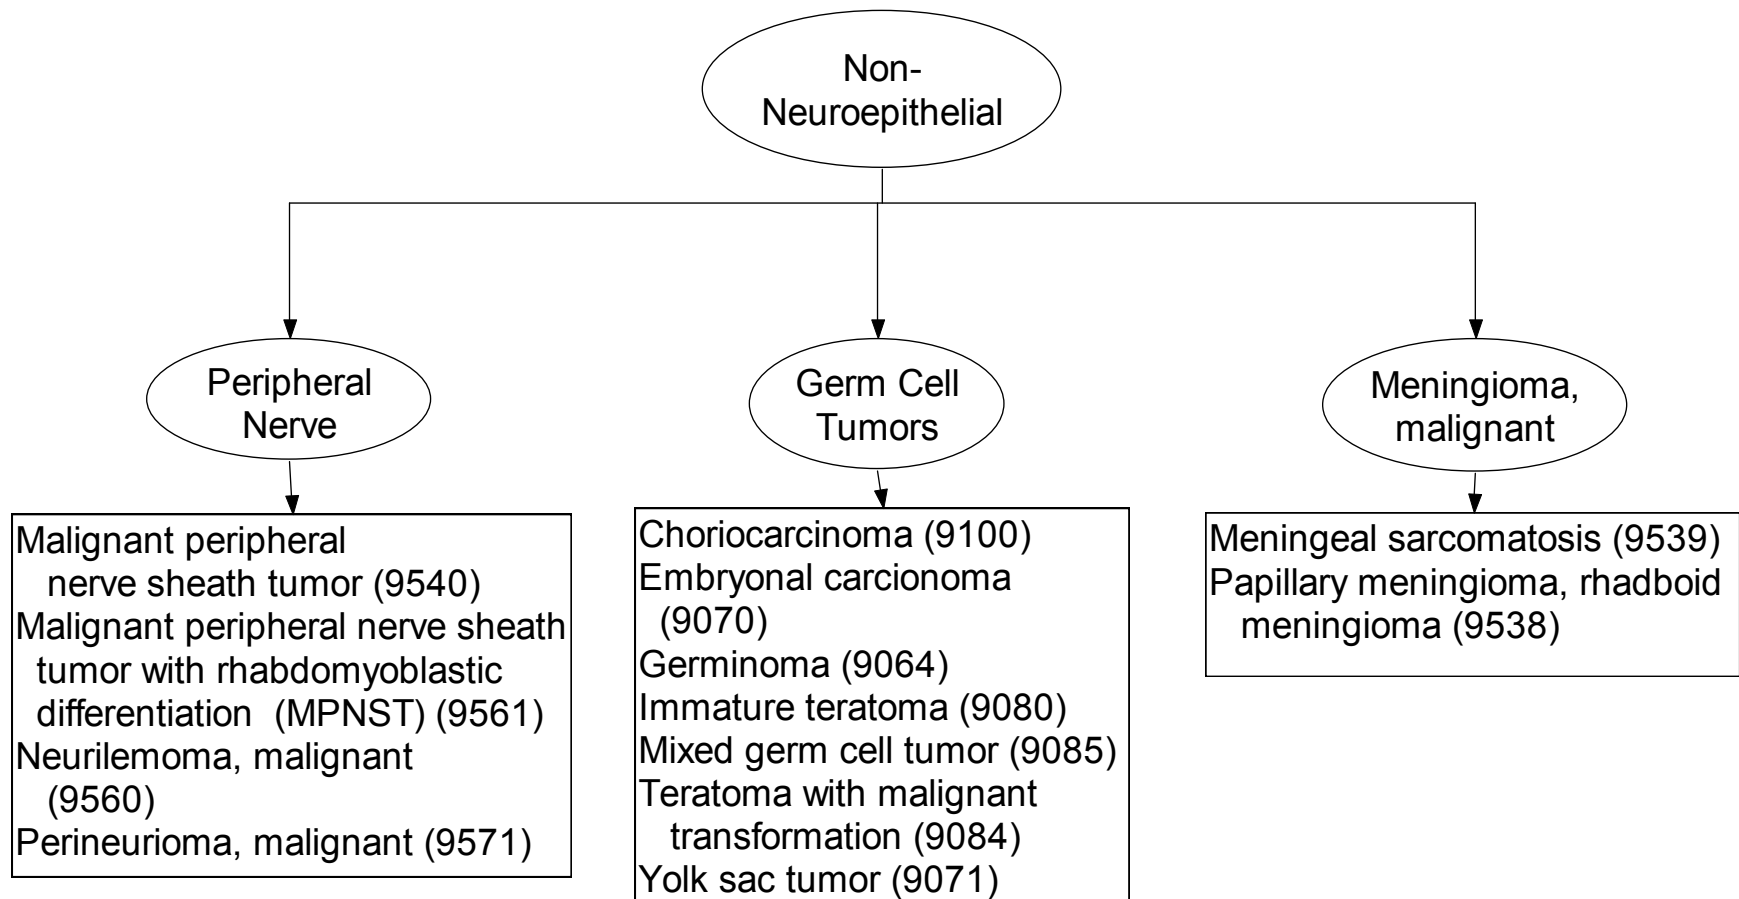 Non-
Neuroepithelial
Peripheral
Nerve
Germ Cell
Tumors
Meningioma,
malignant
Malignant peripheral
nerve sheath tumor (9540)
Malignant peripheral nerve sheath
tumor with rhabdomyoblastic
differentiation  (MPNST) (9561)
Neurilemoma, malignant
(9560)
Perineurioma, malignant (9571)
Choriocarcinoma (9100)
Embryonal carcionoma
(9070)
Germinoma (9064)
Immature teratoma (9080)
Mixed germ cell tumor (9085)
Teratoma with malignant
transformation (9084)
Yolk sac tumor (9071)
Meningeal sarcomatosis (9539)
Papillary meningioma, rhadboid
meningioma (9538)